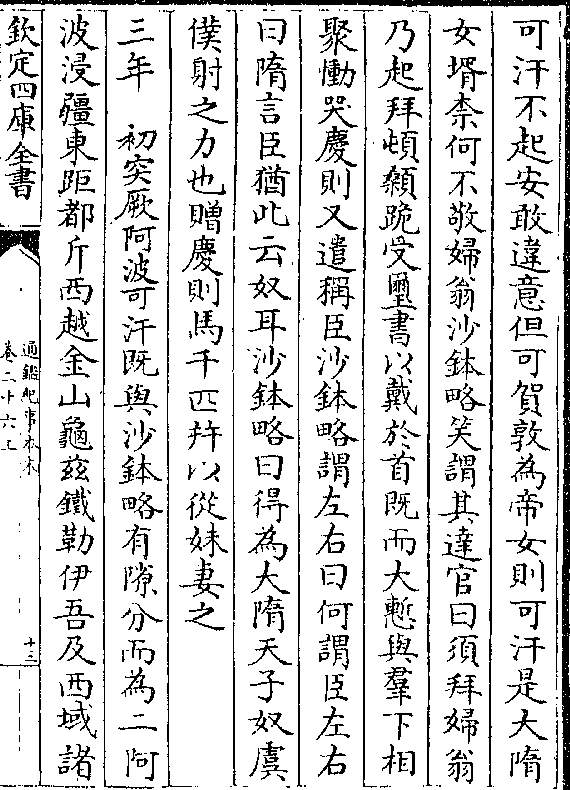 可汗不起安敢違意但可賀敦為帝女則可汗是大隋
女壻柰何不敬婦翁沙鉢略笑謂其達官曰須拜婦翁
乃起拜頓顙跪受璽書以戴於首既而大慙與羣下相
聚慟哭慶則又遣稱臣沙鉢略謂左右曰何謂臣左右
曰隋言臣猶此云奴耳沙鉢略曰得為大隋天子奴虞
僕射之力也贈慶則馬千匹幷以從妹妻之
三年　初突厥阿波可汗既與沙鉢略有隙分而為二阿
波浸彊東距都斤西越金山龜茲鐵勒伊吾及西域諸
欽定四庫全書
通鑑紀事本末
卷二十六上
十三